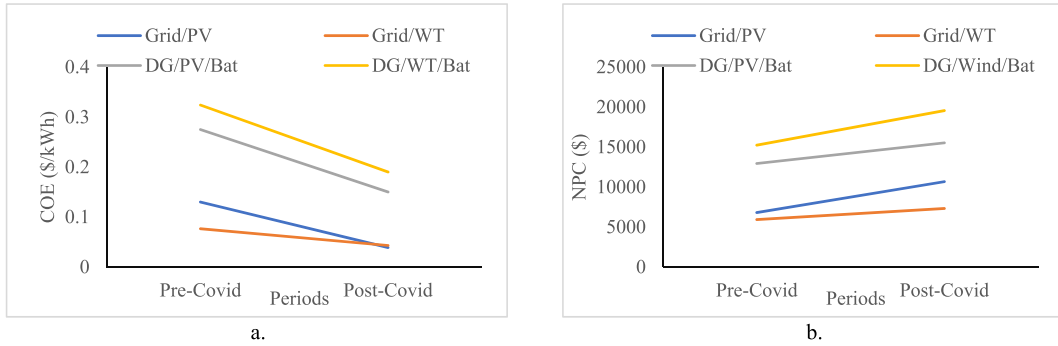 Grid/PV Grid/WT
DG/PV/Bat DG/WT/Bat
0.4
0.3
0.2
0.1
0
COE ($/kWh)
Pre-Covid Post-Covid
Periods
a.
Grid/PV Grid/WT
DG/PV/Bat DG/Wind/Bat
25000
20000
15000
10000
5000
0
NPC ($)
Pre-Covid Post-Covid
Periods
b.